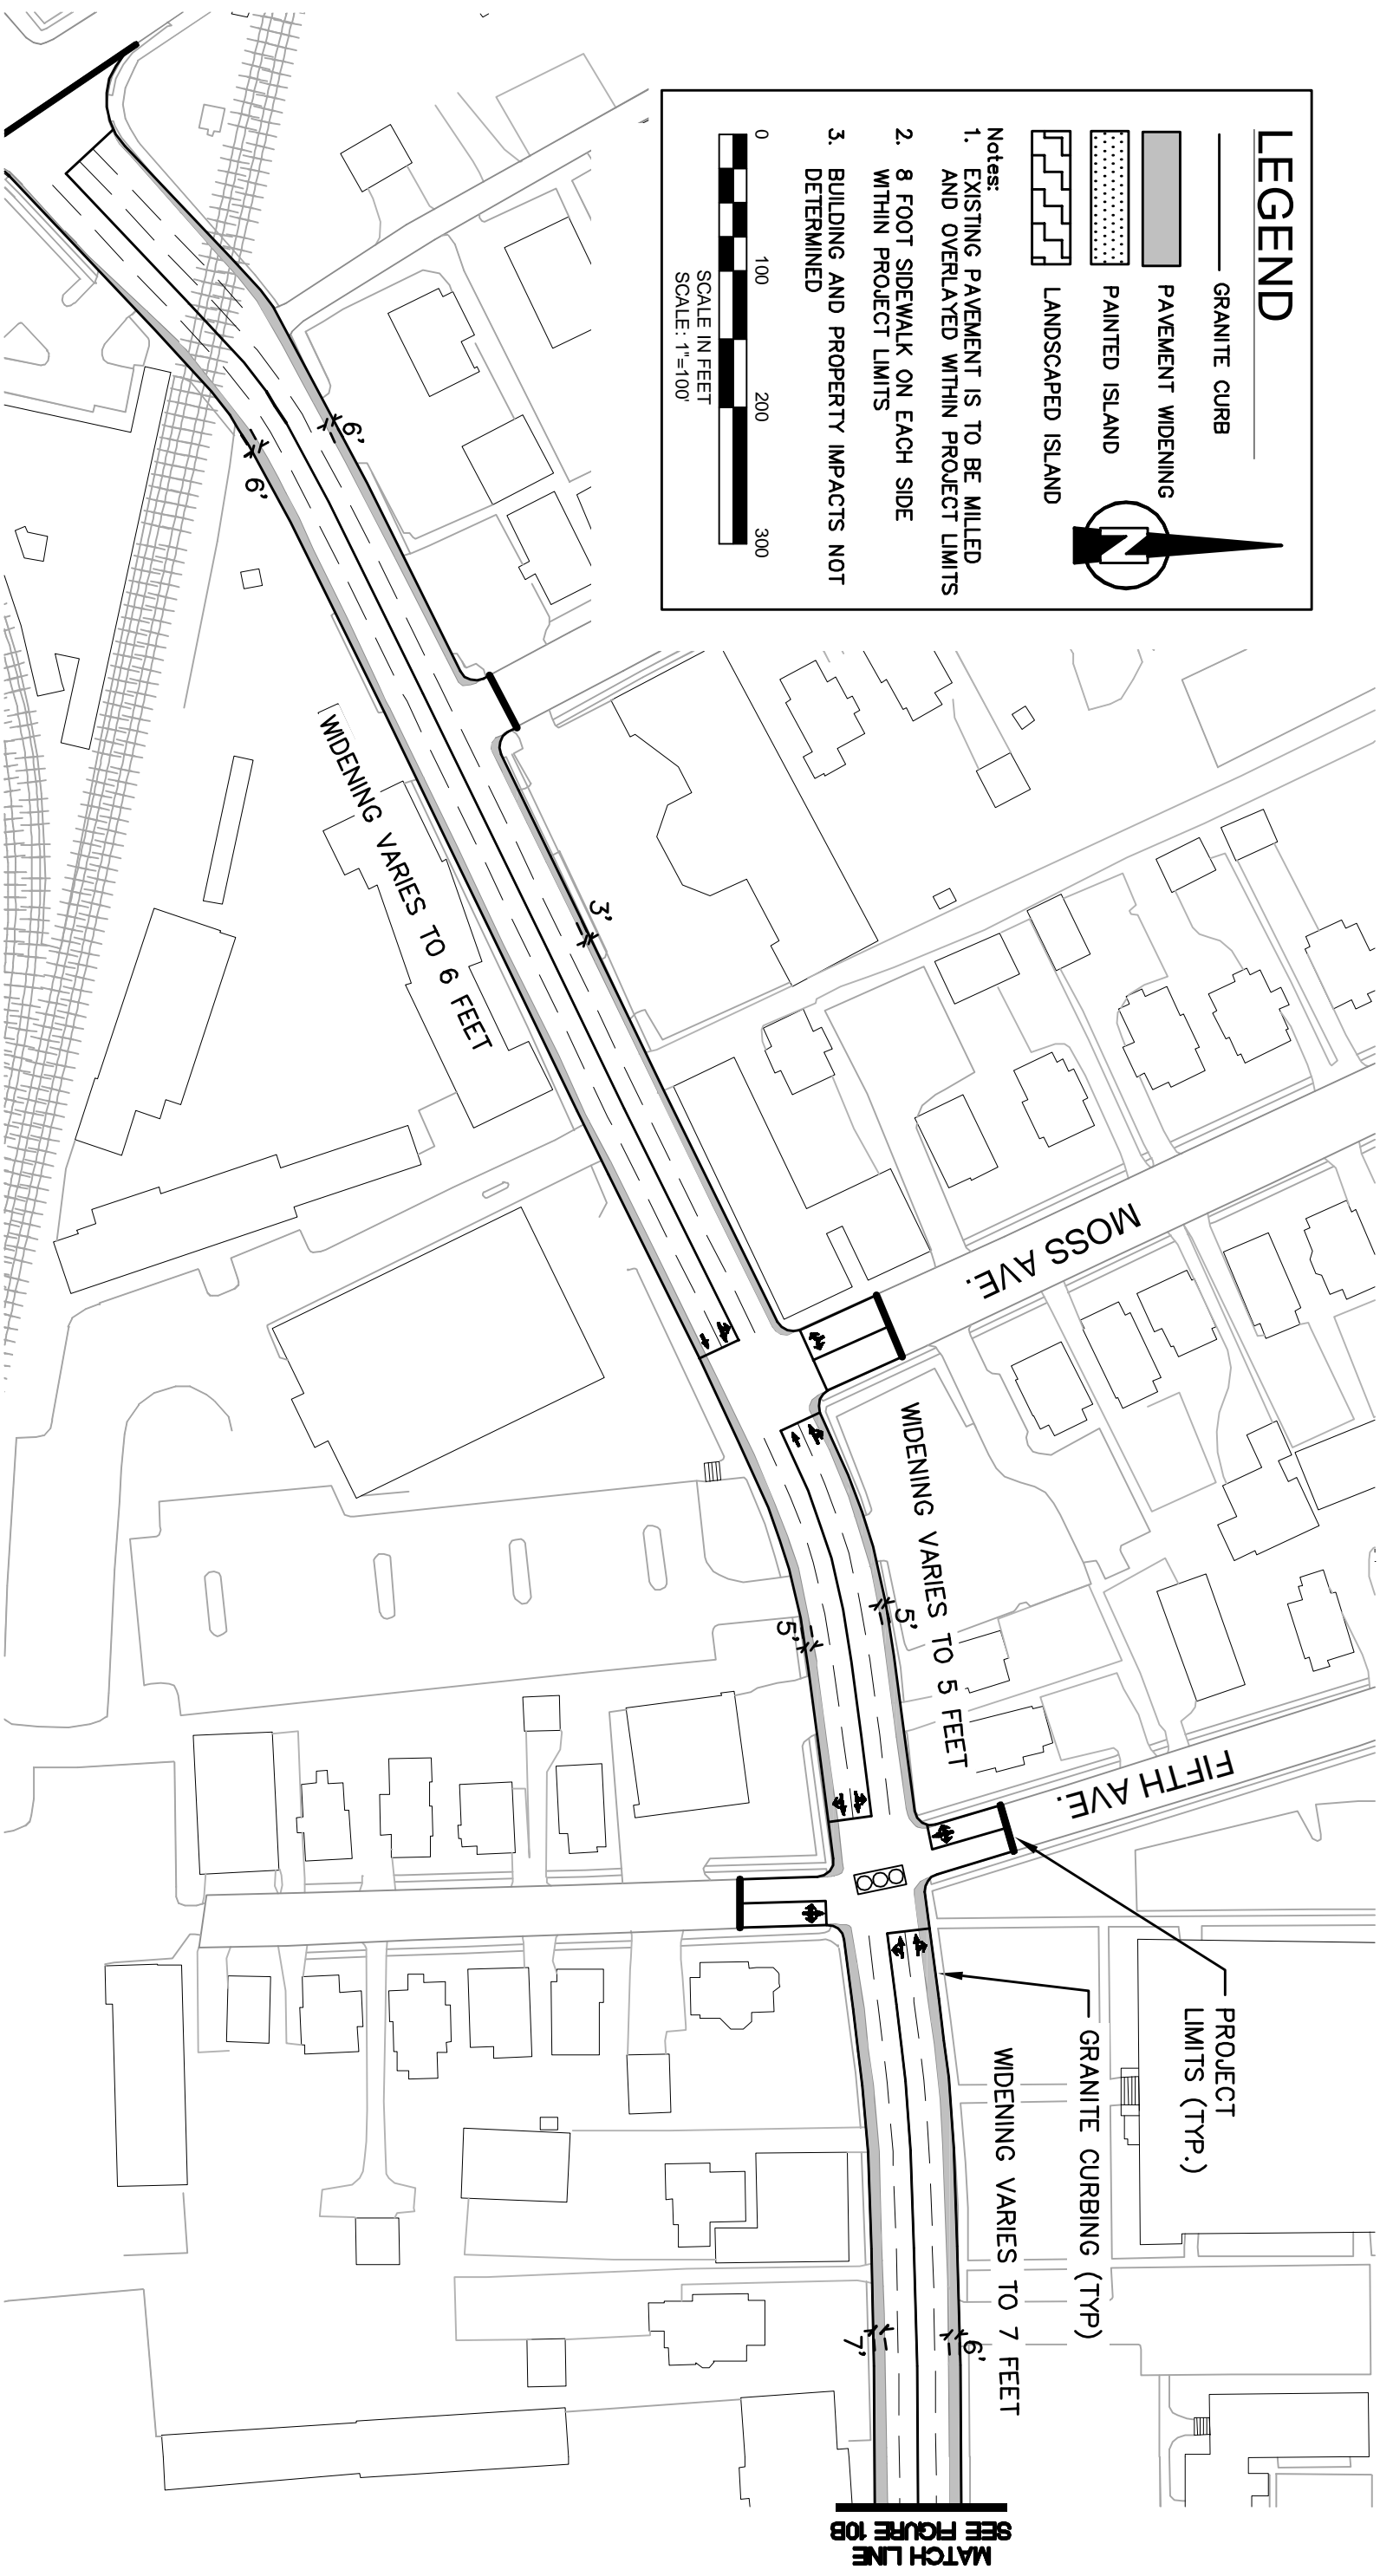 LEGEND
GRANITE CURB
PAVEMENT WIDENING
PAINTED ISLAND
LANDSCAPED ISLAND
N
Notes:
1. EXISTING PAVEMENT IS TO BE MILLED
AND OVERLAYED WITHIN PROJECT LIMITS
2. 8 FOOT SIDEWALK ON EACH SIDE
WITHIN PROJECT LIMITS
3. BUILDING AND PROPERTY IMPACTS NOT
DETERMINED
0 100 200 300
SCALE IN FEET
SCALE: 1"=100'
6'
6'
WIDENING VARIES TO 6 FEET
3'
MOSS AVE.
WIDENING VARIES TO 5 FEET
5'
5'
FIFTH AVE.
PROJECT
LIMITS (TYP.)
GRANITE CURBING (TYP)
WIDENING VARIES TO 7 FEET
6'
7'
MATCH LINE
SEE FIGURE 10B